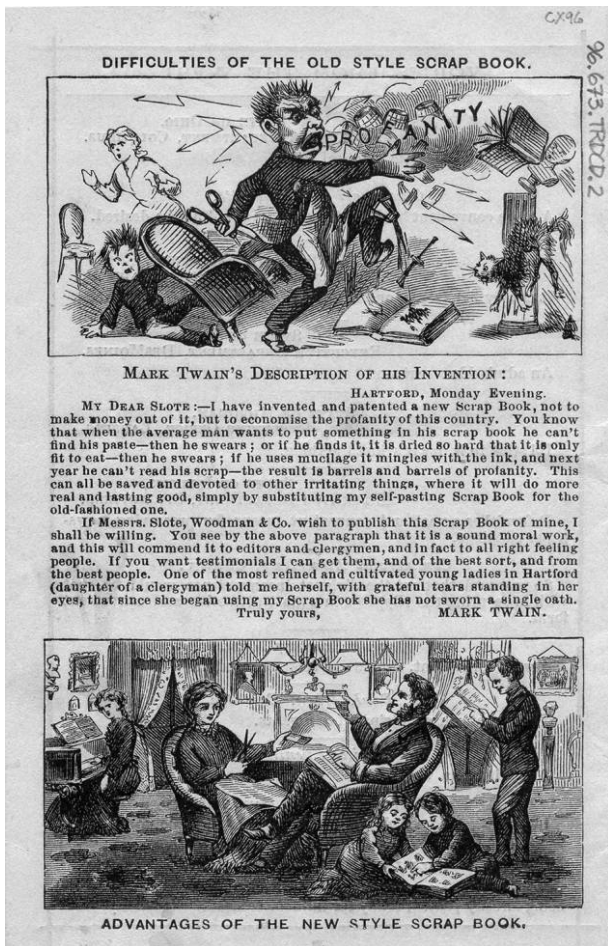 CX96
96.673.TRDCD.2
DIFFICULTIES OF THE OLD STYLE SCRAP BOOK.
PROFANITY
MARK TWAIN'S DESCRIPTION OF HIS INVENTION:
HARTFORD, Monday Evening.
MY DEAR SLOTE:—I have invented and patented a new Scrap Book, not to
make money out of it, but to economise the profanity of this country. You know
that when the average man wants to put something in his scrap book he can't
find his paste—then he swears; or if he finds it, it is dried so hard that it is only
fit to eat—then he swears; if he uses mucilage it mingles with the ink, and next
year he can't read his scrap—the result is barrels and barrels of profanity. This
can all be saved and devoted to other irritating things, where it will do more
real and lasting good, simply by substituting my self-pasting Scrap Book for the
old-fashioned one.
If Messrs. Slote, Woodman & Co. wish to publish this Scrap Book of mine, I
shall be willing. You see by the above paragraph that it is a sound moral work,
and this will commend it to editors and clergymen, and in fact to all right feeling
people. If you want testimonials I can get them, and of the best sort, and from
the best people. One of the most refined and cultivated young ladies in Hartford
(daughter of a clergyman) told me herself, with grateful tears standing in her
eyes, that since she began using my Scrap Book she has not sworn a single oath.
Truly yours, MARK TWAIN.
ADVANTAGES OF THE NEW STYLE SCRAP BOOK.